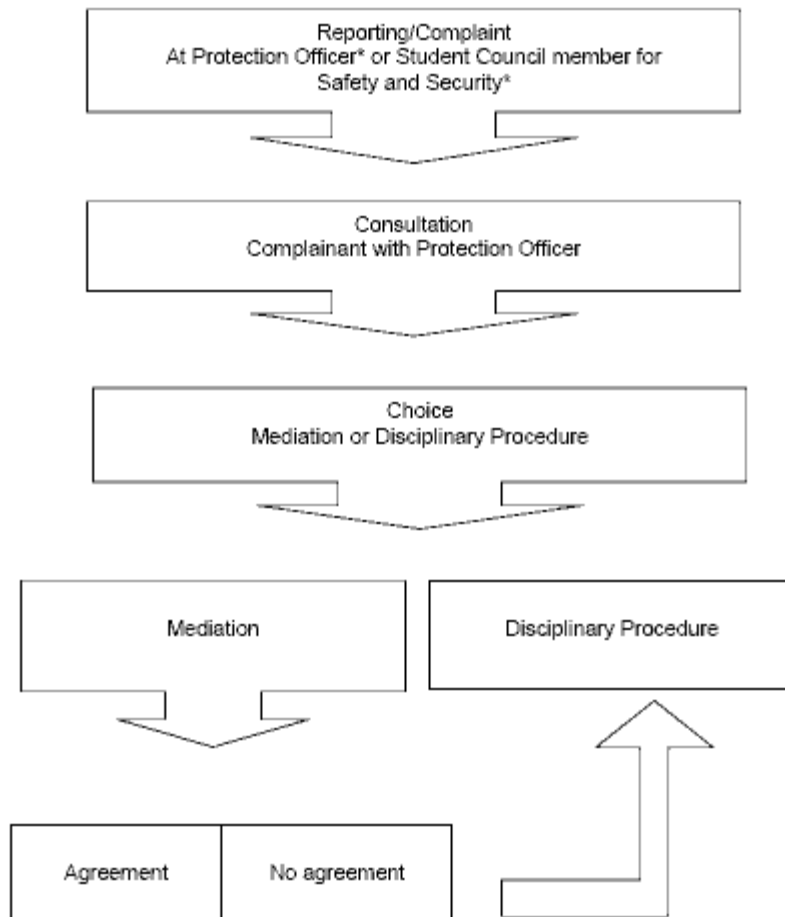 Reporting/Complaint
At Protection Officer* or Student Council member for
Safety and Security*
Consultation
Complainant with Protection Officer
Choice
Mediation or Disciplinary Procedure
Mediation
Disciplinary Procedure
Agreement
No agreement